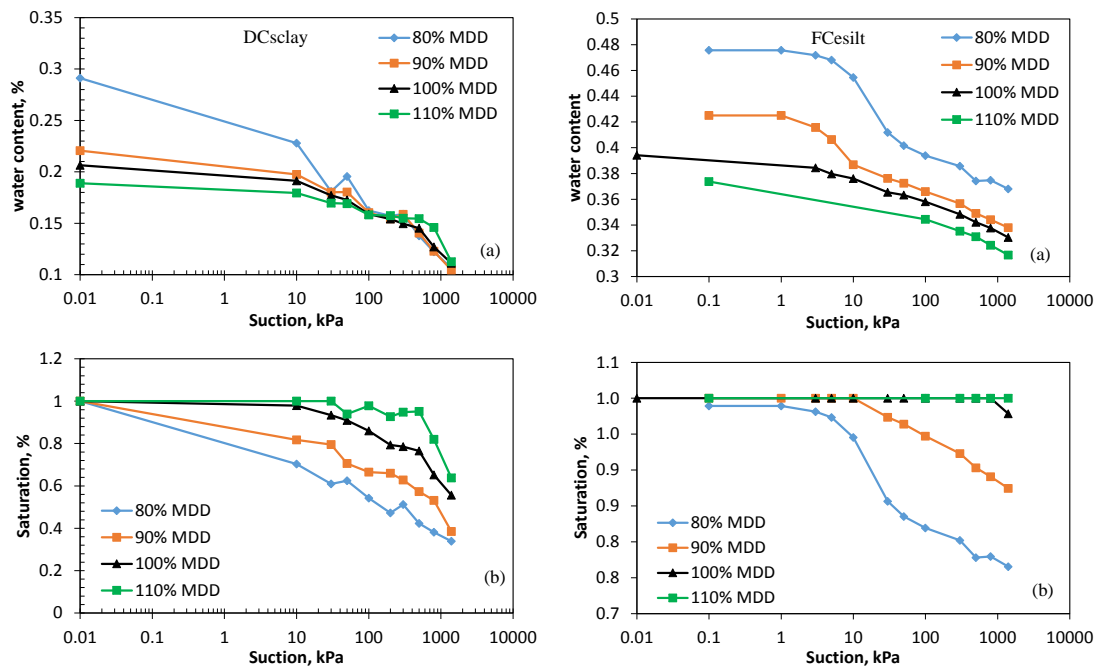 DCsclay
0.35
0.3
0.25
0.2
0.15
0.1
water content, %
80% MDD
90% MDD
100% MDD
110% MDD
(a)
0.01 0.1 1 10 100 1000 10000
Suction, kPa
FCesilt
0.5
0.48
0.46
0.44
0.42
0.4
0.38
0.36
0.34
0.32
0.3
water content
80% MDD
90% MDD
100% MDD
110% MDD
(a)
0.01 0.1 1 10 100 1000 10000
Suction, kPa
1.2
1
0.8
0.6
0.4
0.2
0
Saturation, %
80% MDD
90% MDD
100% MDD
110% MDD
(b)
0.01 0.1 1 10 100 1000 10000
Suction, kPa
1.1
1.0
1.0
0.9
0.9
0.8
0.8
0.7
Saturation, %
80% MDD
90% MDD
100% MDD
110% MDD
(b)
0.01 0.1 1 10 100 1000 10000
Suction, kPa